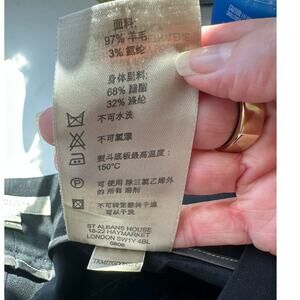 面料:
97% 羊毛
3% 氨纶
身体里料:
68% 醋酯
32% 涤纶
不可水洗
不可氯漂
熨斗底板最高温度:
150°C
可 使用 除三氯乙烯外
的 所有 溶剂
不可转笼翻转干燥
可以干洗
ST ALBANS HOUSE
18-22 HAYMARKET
LONDON SW1Y 4BL
0808